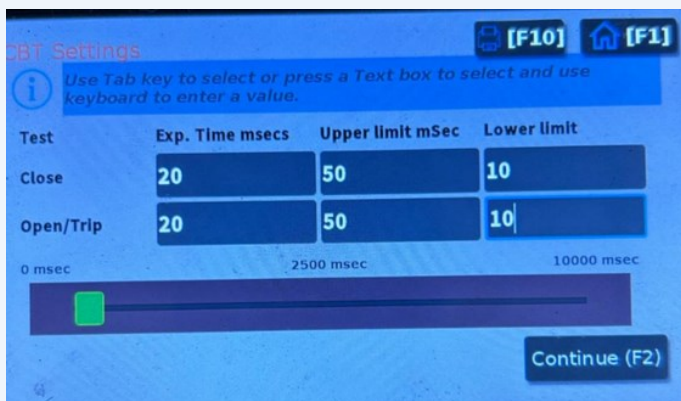 [F10] [F1]
CBT Settings
Use Tab key to select or press a Text box to select and use
keyboard to enter a value.
Test Exp. Time msecs Upper limit mSec Lower limit
Close 20 50 10
Open/Trip 20 50 10
0 msec 2500 msec 10000 msec
Continue (F2)